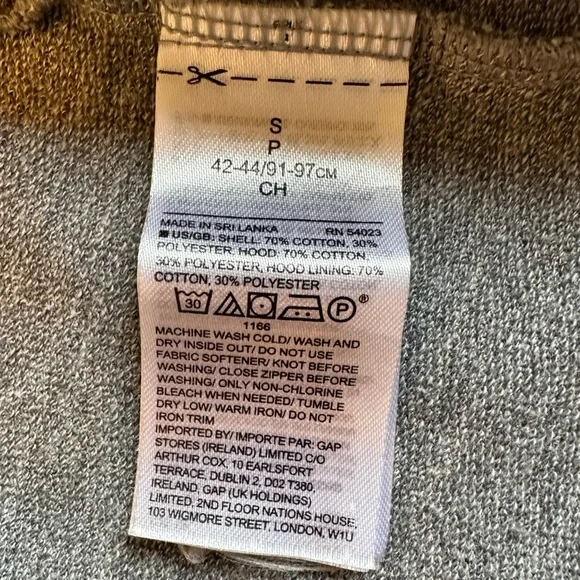 S
P
42-44/91-97CM
CH
MADE IN SRI LANKA RN 54023
■ US/GB: SHELL: 70% COTTON, 30%
POLYESTER, HOOD: 70% COTTON,
30% POLYESTER, HOOD LINING: 70%
COTTON, 30% POLYESTER
30 P ®
1166
MACHINE WASH COLD/ WASH AND
DRY INSIDE OUT/ DO NOT USE
FABRIC SOFTENER/ KNOT BEFORE
WASHING/ CLOSE ZIPPER BEFORE
WASHING/ ONLY NON-CHLORINE
BLEACH WHEN NEEDED/ TUMBLE
DRY LOW/ WARM IRON/ DO NOT
IRON TRIM
IMPORTED BY/ IMPORTE PAR: GAP
STORES (IRELAND) LIMITED C/O
ARTHUR COX, 10 EARLSFORT
TERRACE, DUBLIN 2, D02 T380,
IRELAND, GAP (UK HOLDINGS)
LIMITED, 2ND FLOOR NATIONS HOUSE,
103 WIGMORE STREET, LONDON, W1U